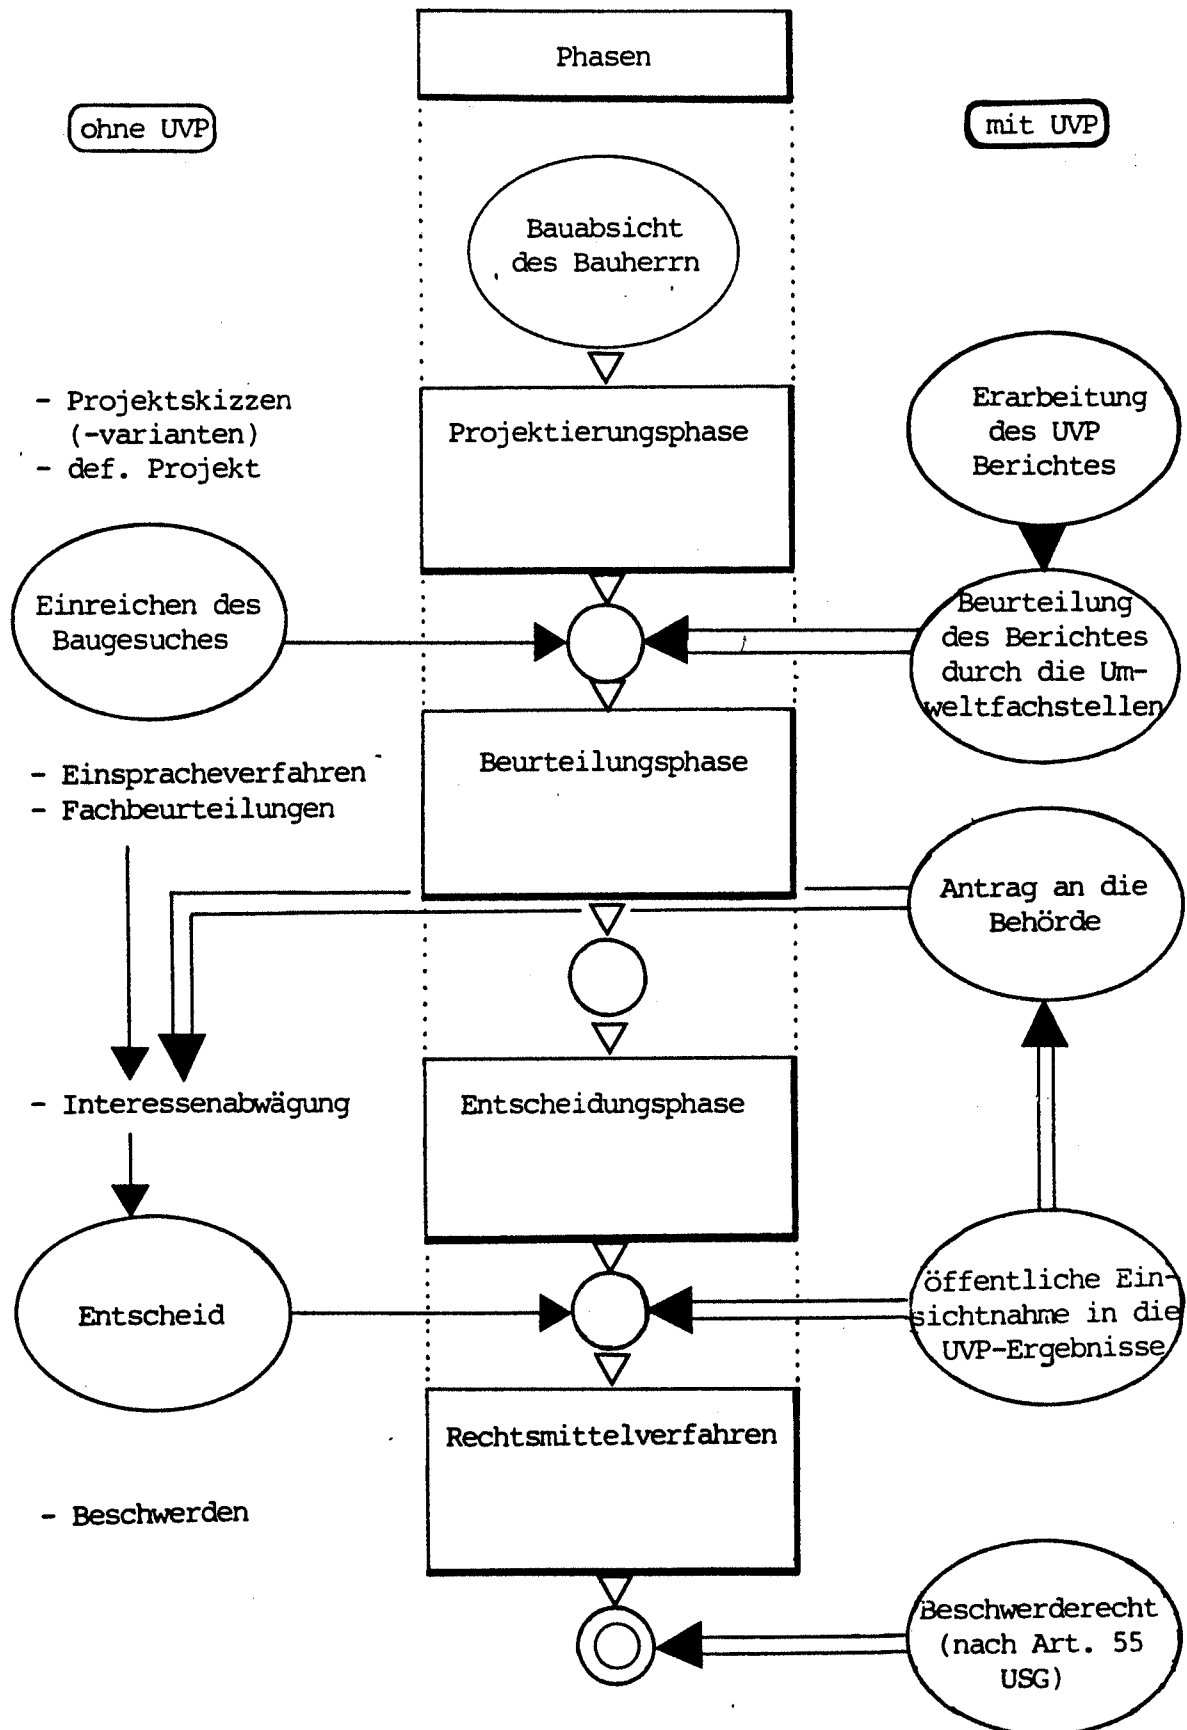 Phasen
ohne UVP
mit UVP
Bauabsicht
des Bauherrn
- Projektskizzen
(-varianten)
- def. Projekt
Projektierungsphase
Erarbeitung
des UVP
Berichtes
Einreichen des
Baugesuches
Beurteilung
des Berichtes
durch die Um-
weltfachstellen
- Einspracheverfahren
- Fachbeurteilungen
Beurteilungsphase
Antrag an die
Behörde
- Interessenabwägung
Entscheidungsphase
Entscheid
öffentliche Ein-
sichtnahme in die
UVP-Ergebnisse
Rechtsmittelverfahren
- Beschwerden
Beschwerderecht
(nach Art. 55
USG)